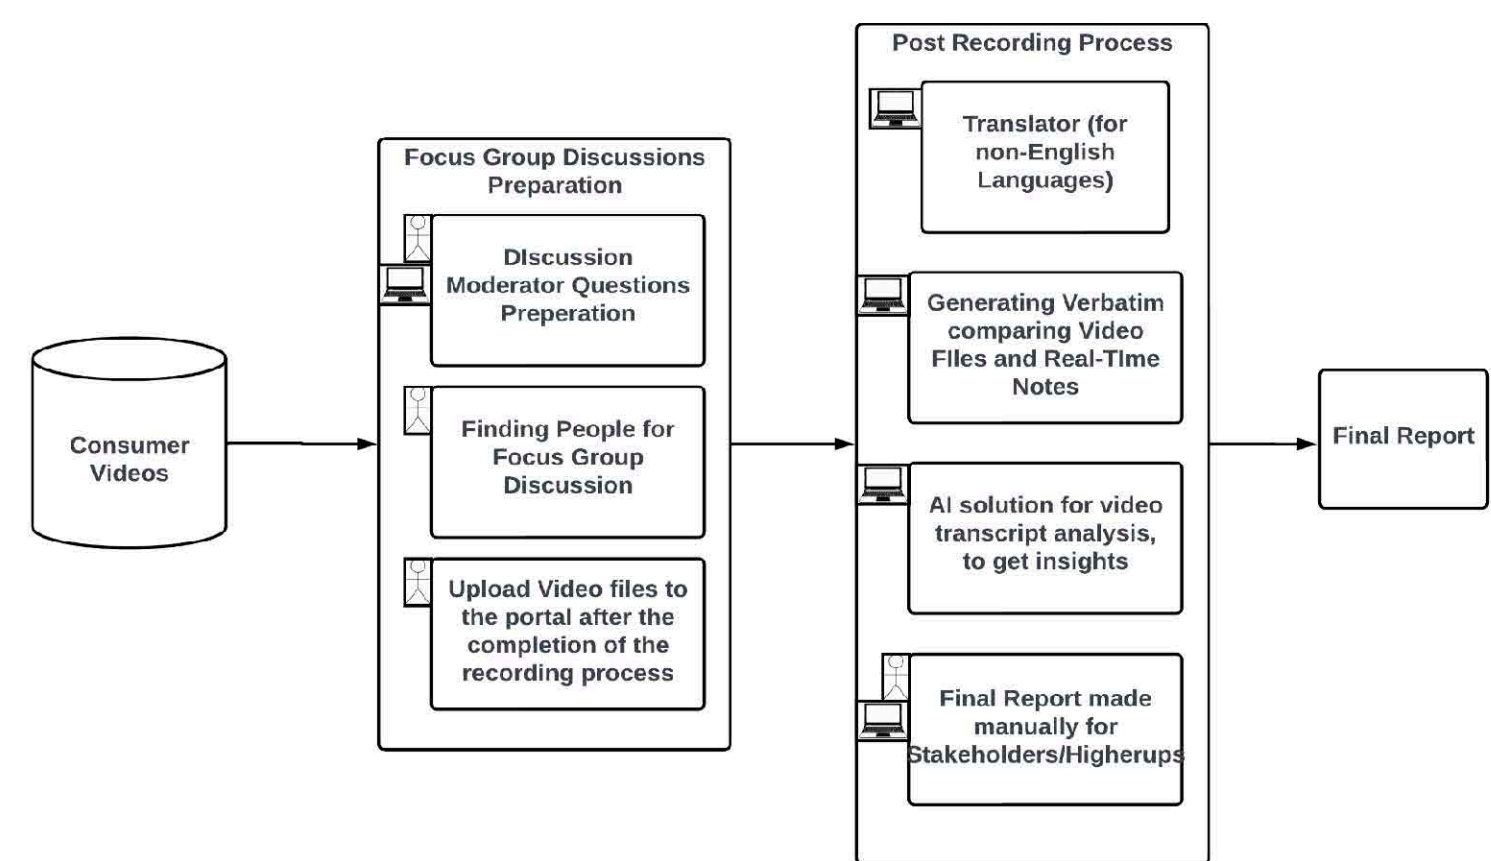 Consumer
Videos
Focus Group Discussions
Preparation
DIscussion
Moderator Questions
Preperation
Finding People for
Focus Group
Discussion
Upload Video files to
the portal after the
completion of the
recording process
Post Recording Process
Translator (for
non-English
Languages)
Generating Verbatim
comparing Video
FIles and Real-TIme
Notes
AI solution for video
transcript analysis,
to get insights
Final Report made
manually for
Stakeholders/Higherups
Final Report